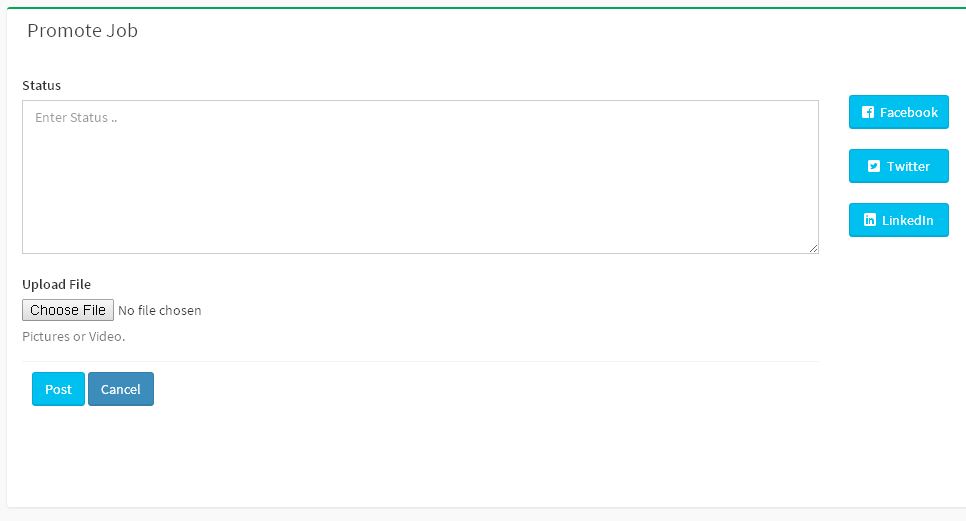 Promote Job
Status
Enter Status ..
Facebook
Twitter
LinkedIn
Upload File
Choose File No file chosen
Pictures or Video.
Post Cancel